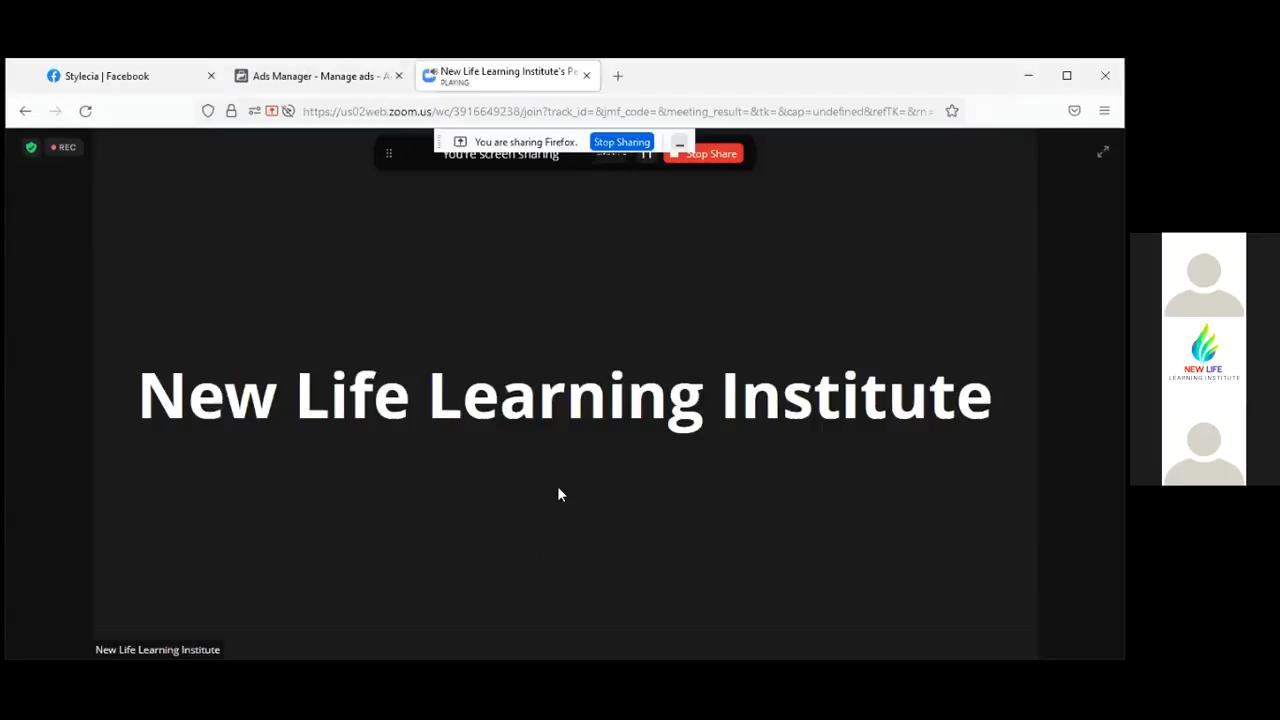 Stylecia | Facebook
Ads Manager - Manage ads - A
New Life Learning Institute's Pe
PLAYING
https://us02web.zoom.us/wc/3916649238/join?track_id=&jmf_code=&meeting_result=&tk=&cap=undefined&refTK=&rn=
You are sharing Firefox.
Stop Sharing
REC
You're screen sharing
Stop Share
New Life Learning Institute
NEW LIFE
LEARNING INSTITUTE
New Life Learning Institute